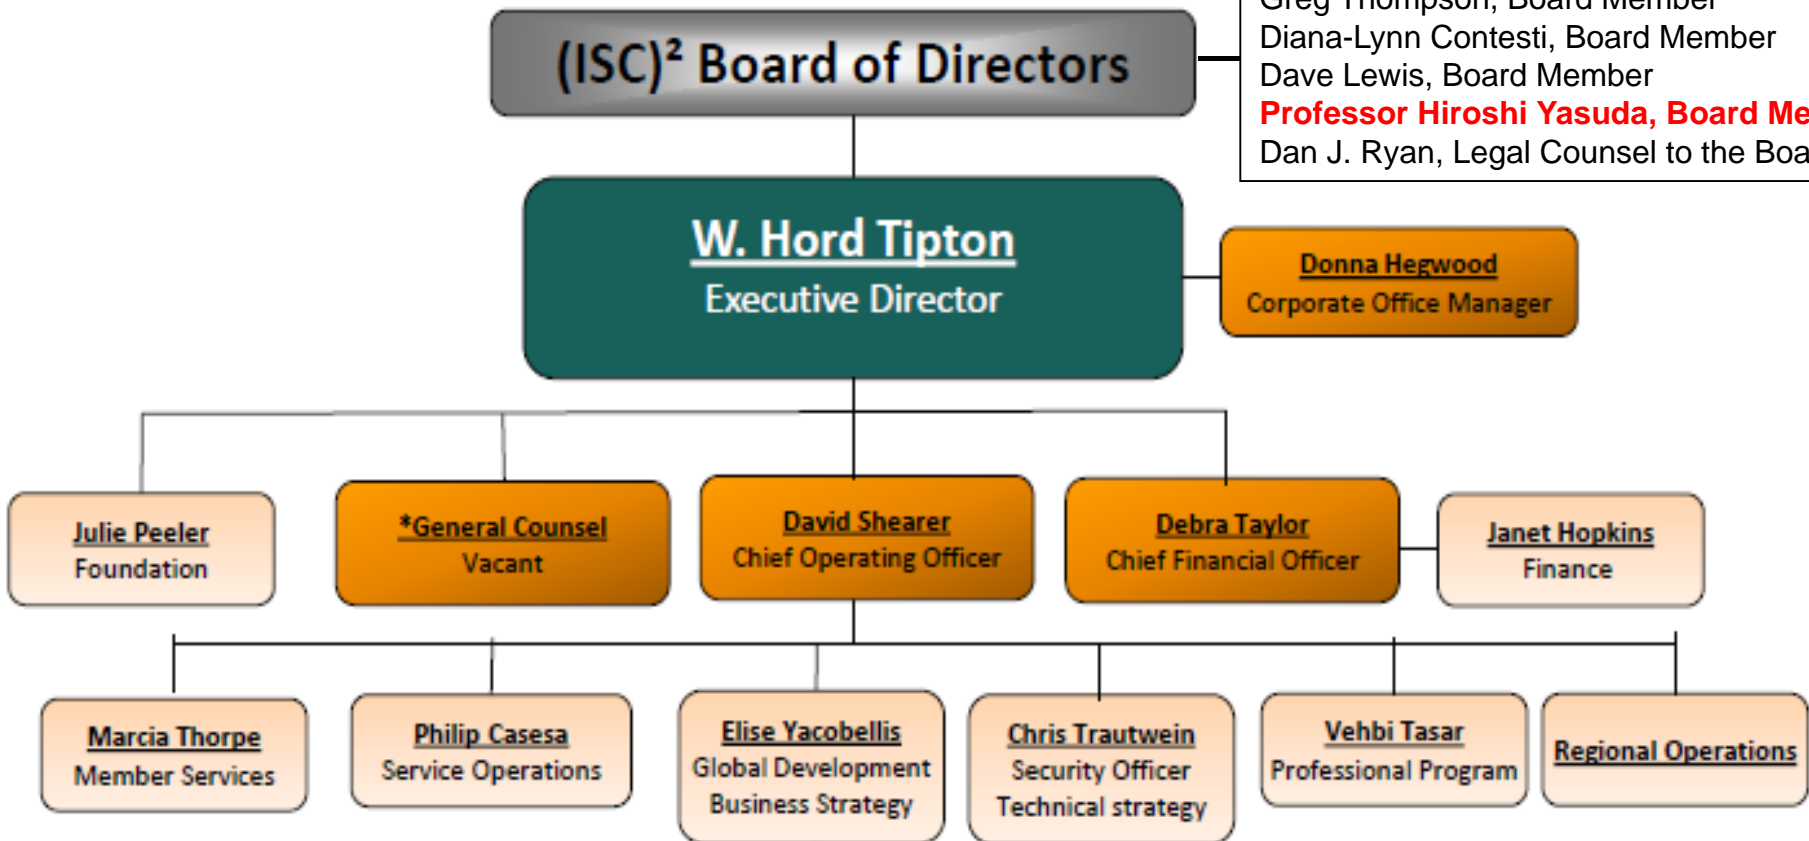 Greg Thompson, Board Member
(ISC)² Board of Directors
Diana-Lynn Contesti, Board Member
Dave Lewis, Board Member
Professor Hiroshi Yasuda, Board Me
Dan J. Ryan, Legal Counsel to the Boa
W. Hord Tipton
Executive Director
Donna Hegwood
Corporate Office Manager
Julie Peeler
Foundation
*General Counsel
Vacant
David Shearer
Chief Operating Officer
Debra Taylor
Chief Financial Officer
Janet Hopkins
Finance
Marcia Thorpe
Member Services
Philip Casesa
Service Operations
Elise Yacobellis
Global Development
Business Strategy
Chris Trautwein
Security Officer
Technical strategy
Vehbi Tasar
Professional Program
Regional Operations